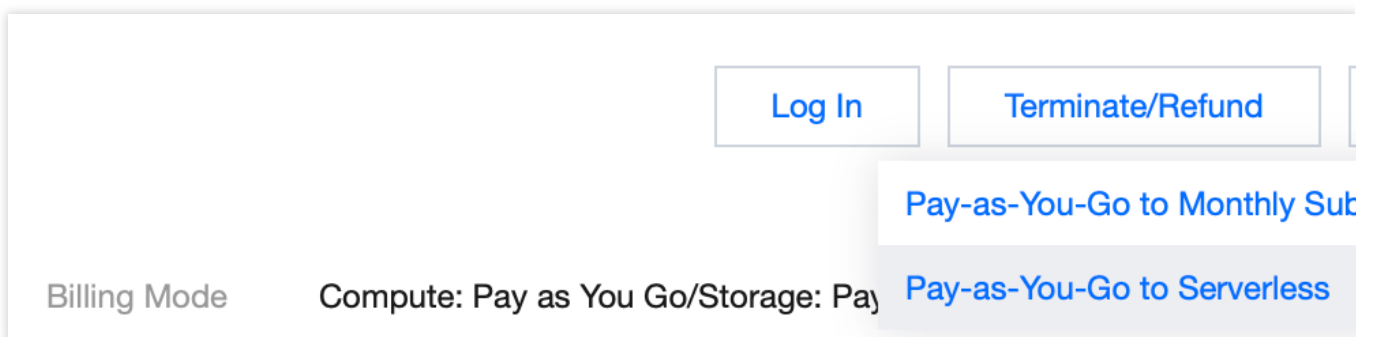 Log In
Terminate/Refund
Pay-as-You-Go to Monthly
Pay-as-You-Go to Serverless
Billing Mode
Compute: Pay as You Go/Storage: Pay